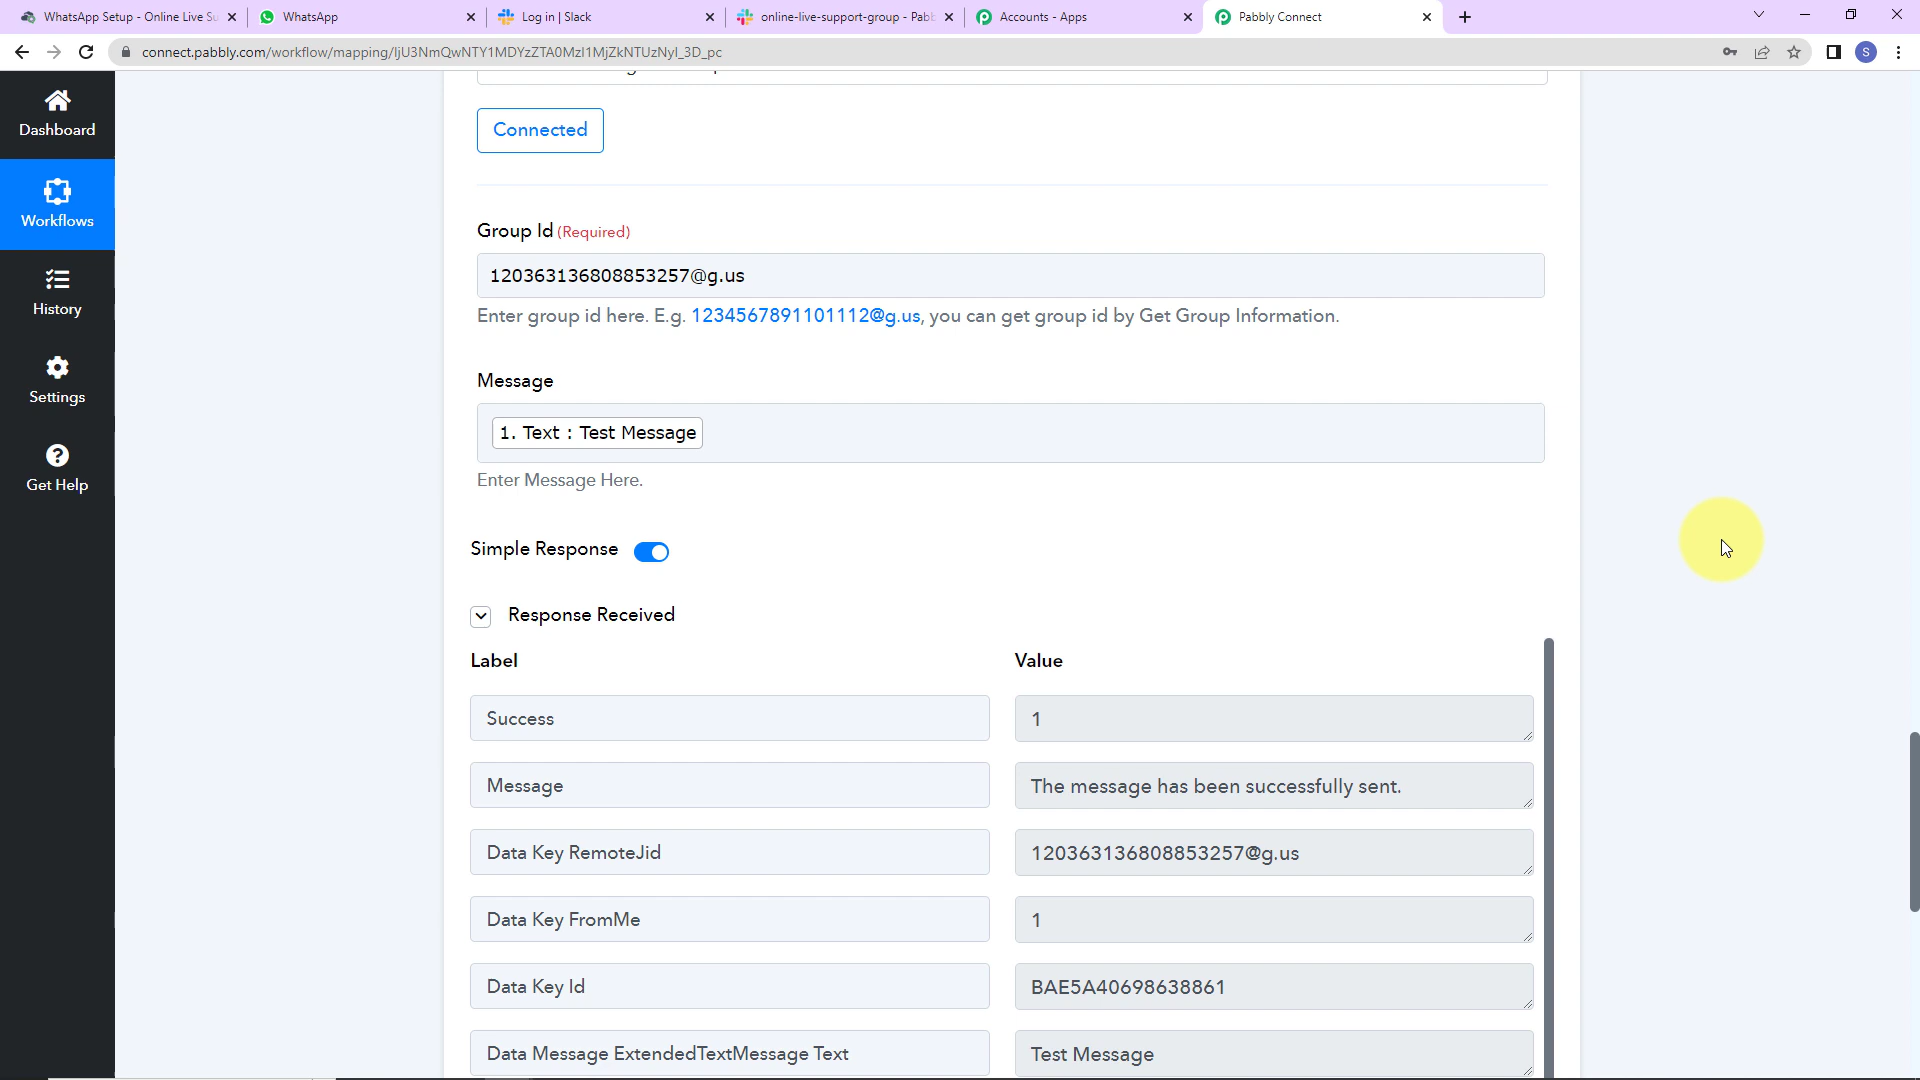 WhatsApp Setup - Online Live Su
WhatsApp
Log in | Slack
online-live-support-group - Pabb
Accounts - Apps
Pabbly Connect
connect.pabbly.com/workflow/mapping/IjU3NmQwNTY1MDYzZTA0MzI1MjZkNTUzNyI_3D_pc
S
Dashboard
Workflows
History
Settings
Get Help
Connected
Group Id (Required)
120363136808853257@g.us
Enter group id here. E.g. 1234567891101112@g.us, you can get group id by Get Group Information.
Message
1. Text : Test Message
Enter Message Here.
Simple Response
Response Received
Label Value
Success 1
Message The message has been successfully sent.
Data Key RemoteJid 120363136808853257@g.us
Data Key FromMe 1
Data Key Id BAE5A40698638861
Data Message ExtendedTextMessage Text Test Message